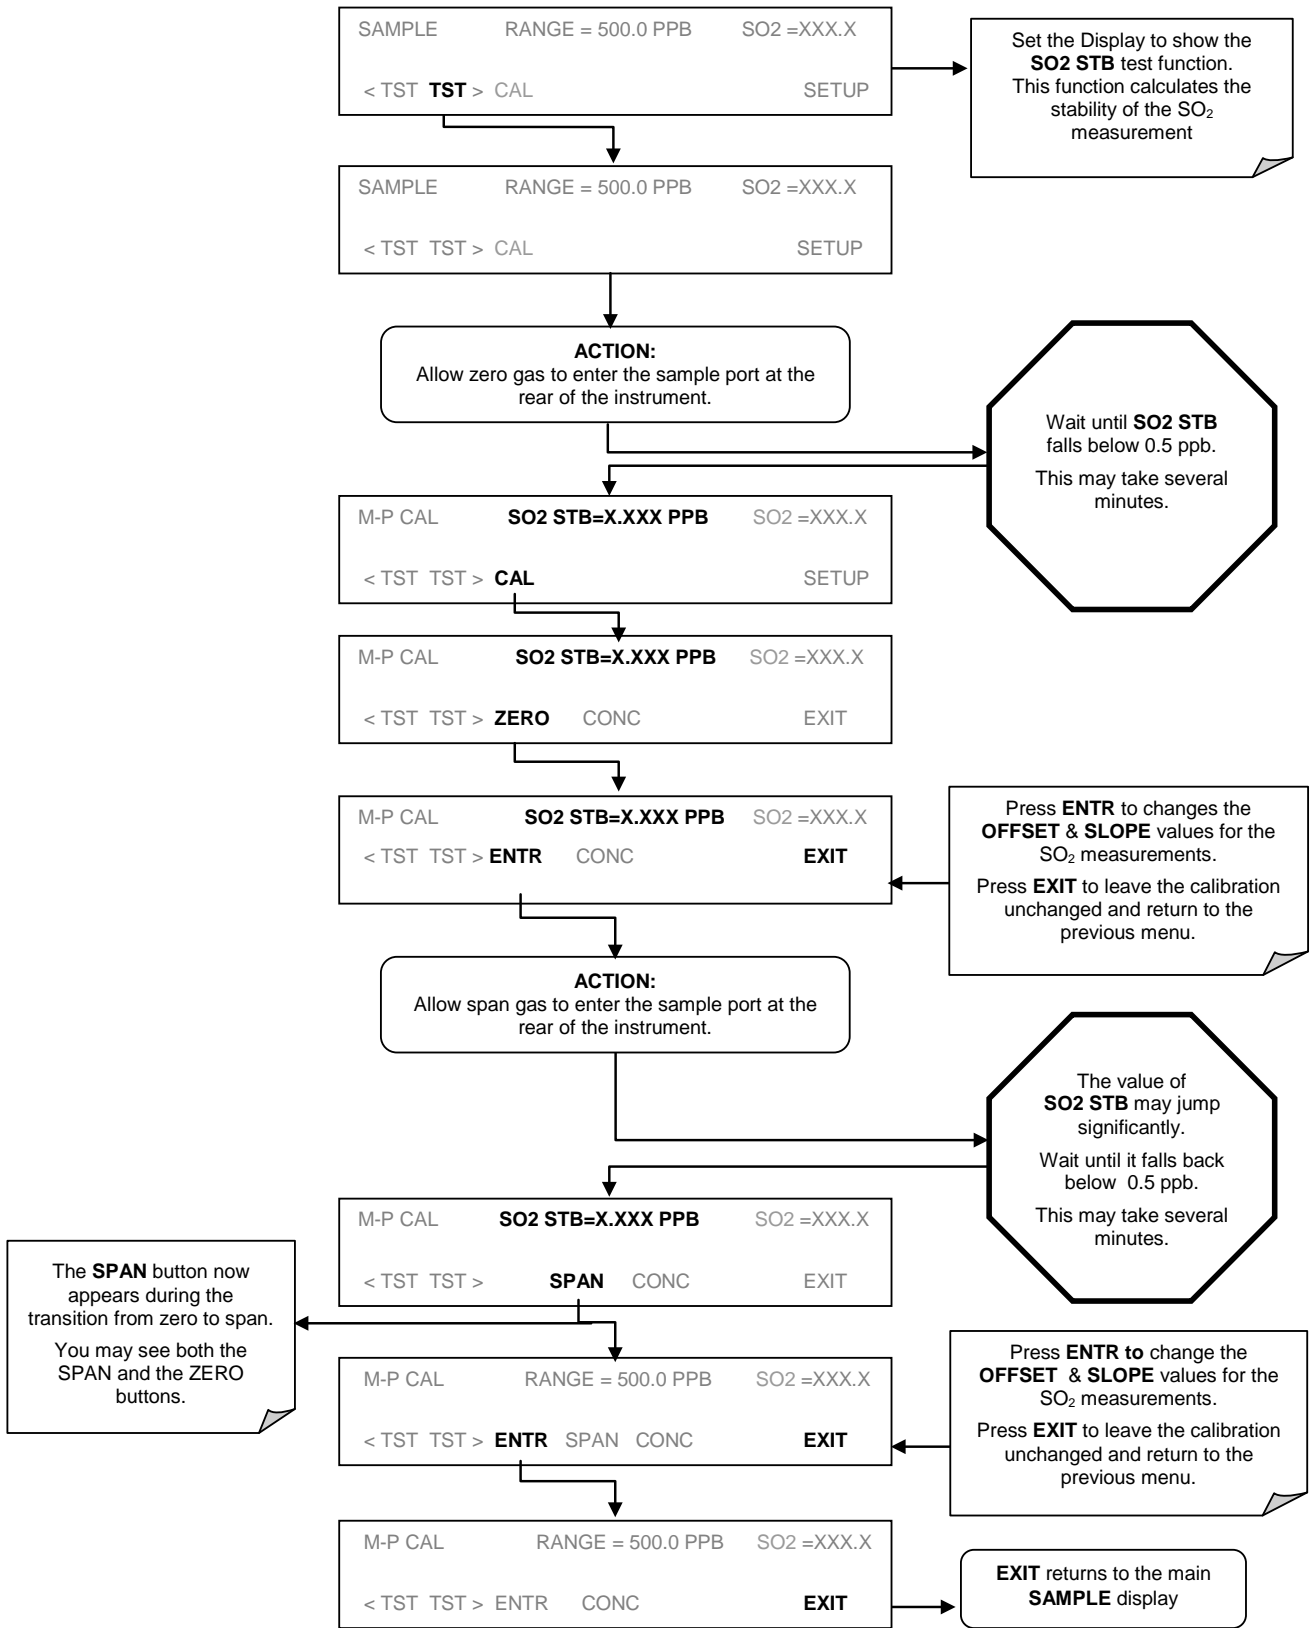 SAMPLE RANGE = 500.0 PPB SO2 =XXX.X
< TST TST > CAL SETUP
Set the Display to show the
SO2 STB test function.
This function calculates the
stability of the SO₂
measurement
SAMPLE RANGE = 500.0 PPB SO2 =XXX.X
< TST TST > CAL SETUP
ACTION:
Allow zero gas to enter the sample port at the
rear of the instrument.
Wait until SO2 STB
falls below 0.5 ppb.
This may take several
minutes.
M-P CAL SO2 STB=X.XXX PPB SO2 =XXX.X
< TST TST > CAL SETUP
M-P CAL SO2 STB=X.XXX PPB SO2 =XXX.X
< TST TST > ZERO CONC EXIT
M-P CAL SO2 STB=X.XXX PPB SO2 =XXX.X
< TST TST > ENTR CONC EXIT
Press ENTR to changes the
OFFSET & SLOPE values for the
SO₂ measurements.
Press EXIT to leave the calibration
unchanged and return to the
previous menu.
ACTION:
Allow span gas to enter the sample port at the
rear of the instrument.
The value of
SO2 STB may jump
significantly.
Wait until it falls back
below 0.5 ppb.
This may take several
minutes.
M-P CAL SO2 STB=X.XXX PPB SO2 =XXX.X
< TST TST > SPAN CONC EXIT
The SPAN button now
appears during the
transition from zero to span.
You may see both the
SPAN and the ZERO
buttons.
M-P CAL RANGE = 500.0 PPB SO2 =XXX.X
< TST TST > ENTR SPAN CONC EXIT
Press ENTR to change the
OFFSET & SLOPE values for the
SO₂ measurements.
Press EXIT to leave the calibration
unchanged and return to the
previous menu.
M-P CAL RANGE = 500.0 PPB SO2 =XXX.X
< TST TST > ENTR CONC EXIT
EXIT returns to the main
SAMPLE display